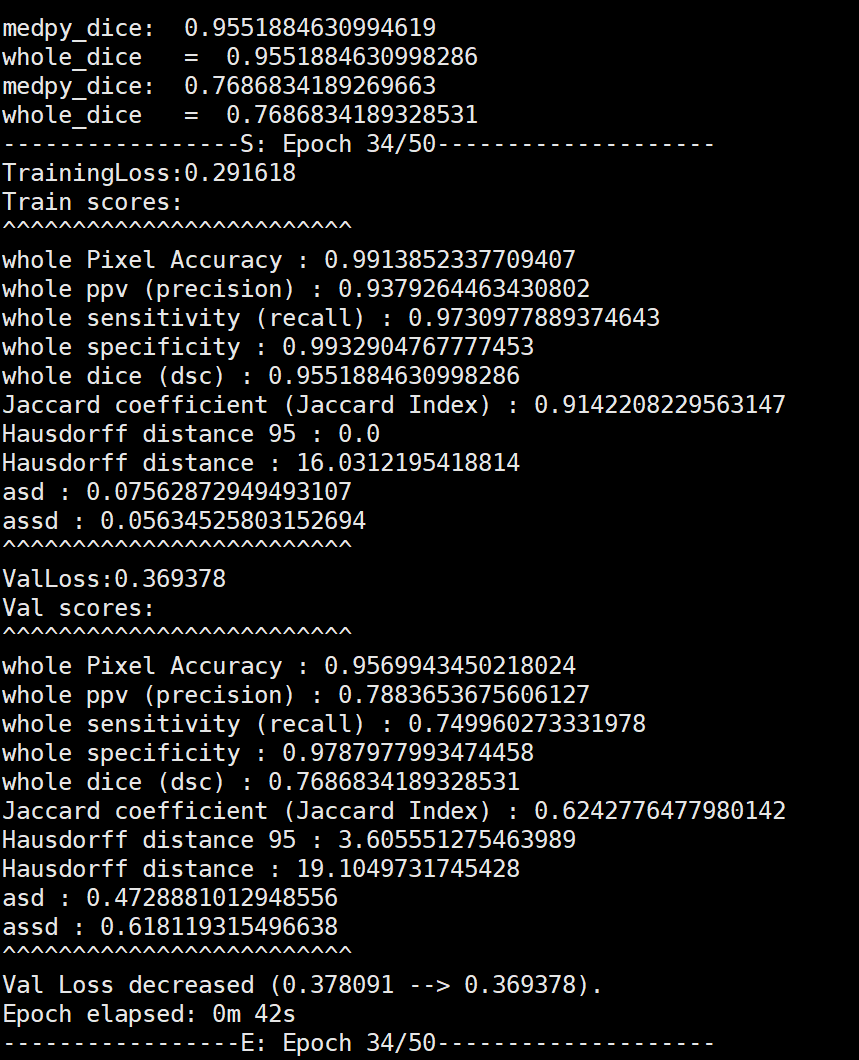 medpy_dice:  0.9551884630994619
whole_dice   =  0.9551884630998286
medpy_dice:  0.7686834189269663
whole_dice   =  0.7686834189328531
-----------------S: Epoch 34/50--------------------
TrainingLoss:0.291618
Train scores:
^^^^^^^^^^^^^^^^^^^^^^^^^
whole Pixel Accuracy : 0.9913852337709407
whole ppv (precision) : 0.9379264463430802
whole sensitivity (recall) : 0.9730977889374643
whole specificity : 0.9932904767777453
whole dice (dsc) : 0.9551884630998286
Jaccard coefficient (Jaccard Index) : 0.9142208229563147
Hausdorff distance 95 : 0.0
Hausdorff distance : 16.0312195418814
asd : 0.07562872949493107
assd : 0.05634525803152694
^^^^^^^^^^^^^^^^^^^^^^^^^
ValLoss:0.369378
Val scores:
^^^^^^^^^^^^^^^^^^^^^^^^^
whole Pixel Accuracy : 0.9569943450218024
whole ppv (precision) : 0.7883653675606127
whole sensitivity (recall) : 0.749960273331978
whole specificity : 0.9787977993474458
whole dice (dsc) : 0.7686834189328531
Jaccard coefficient (Jaccard Index) : 0.6242776477980142
Hausdorff distance 95 : 3.605551275463989
Hausdorff distance : 19.1049731745428
asd : 0.4728881012948556
assd : 0.618119315496638
^^^^^^^^^^^^^^^^^^^^^^^^^
Val Loss decreased (0.378091 --> 0.369378).
Epoch elapsed: 0m 42s
-----------------E: Epoch 34/50--------------------